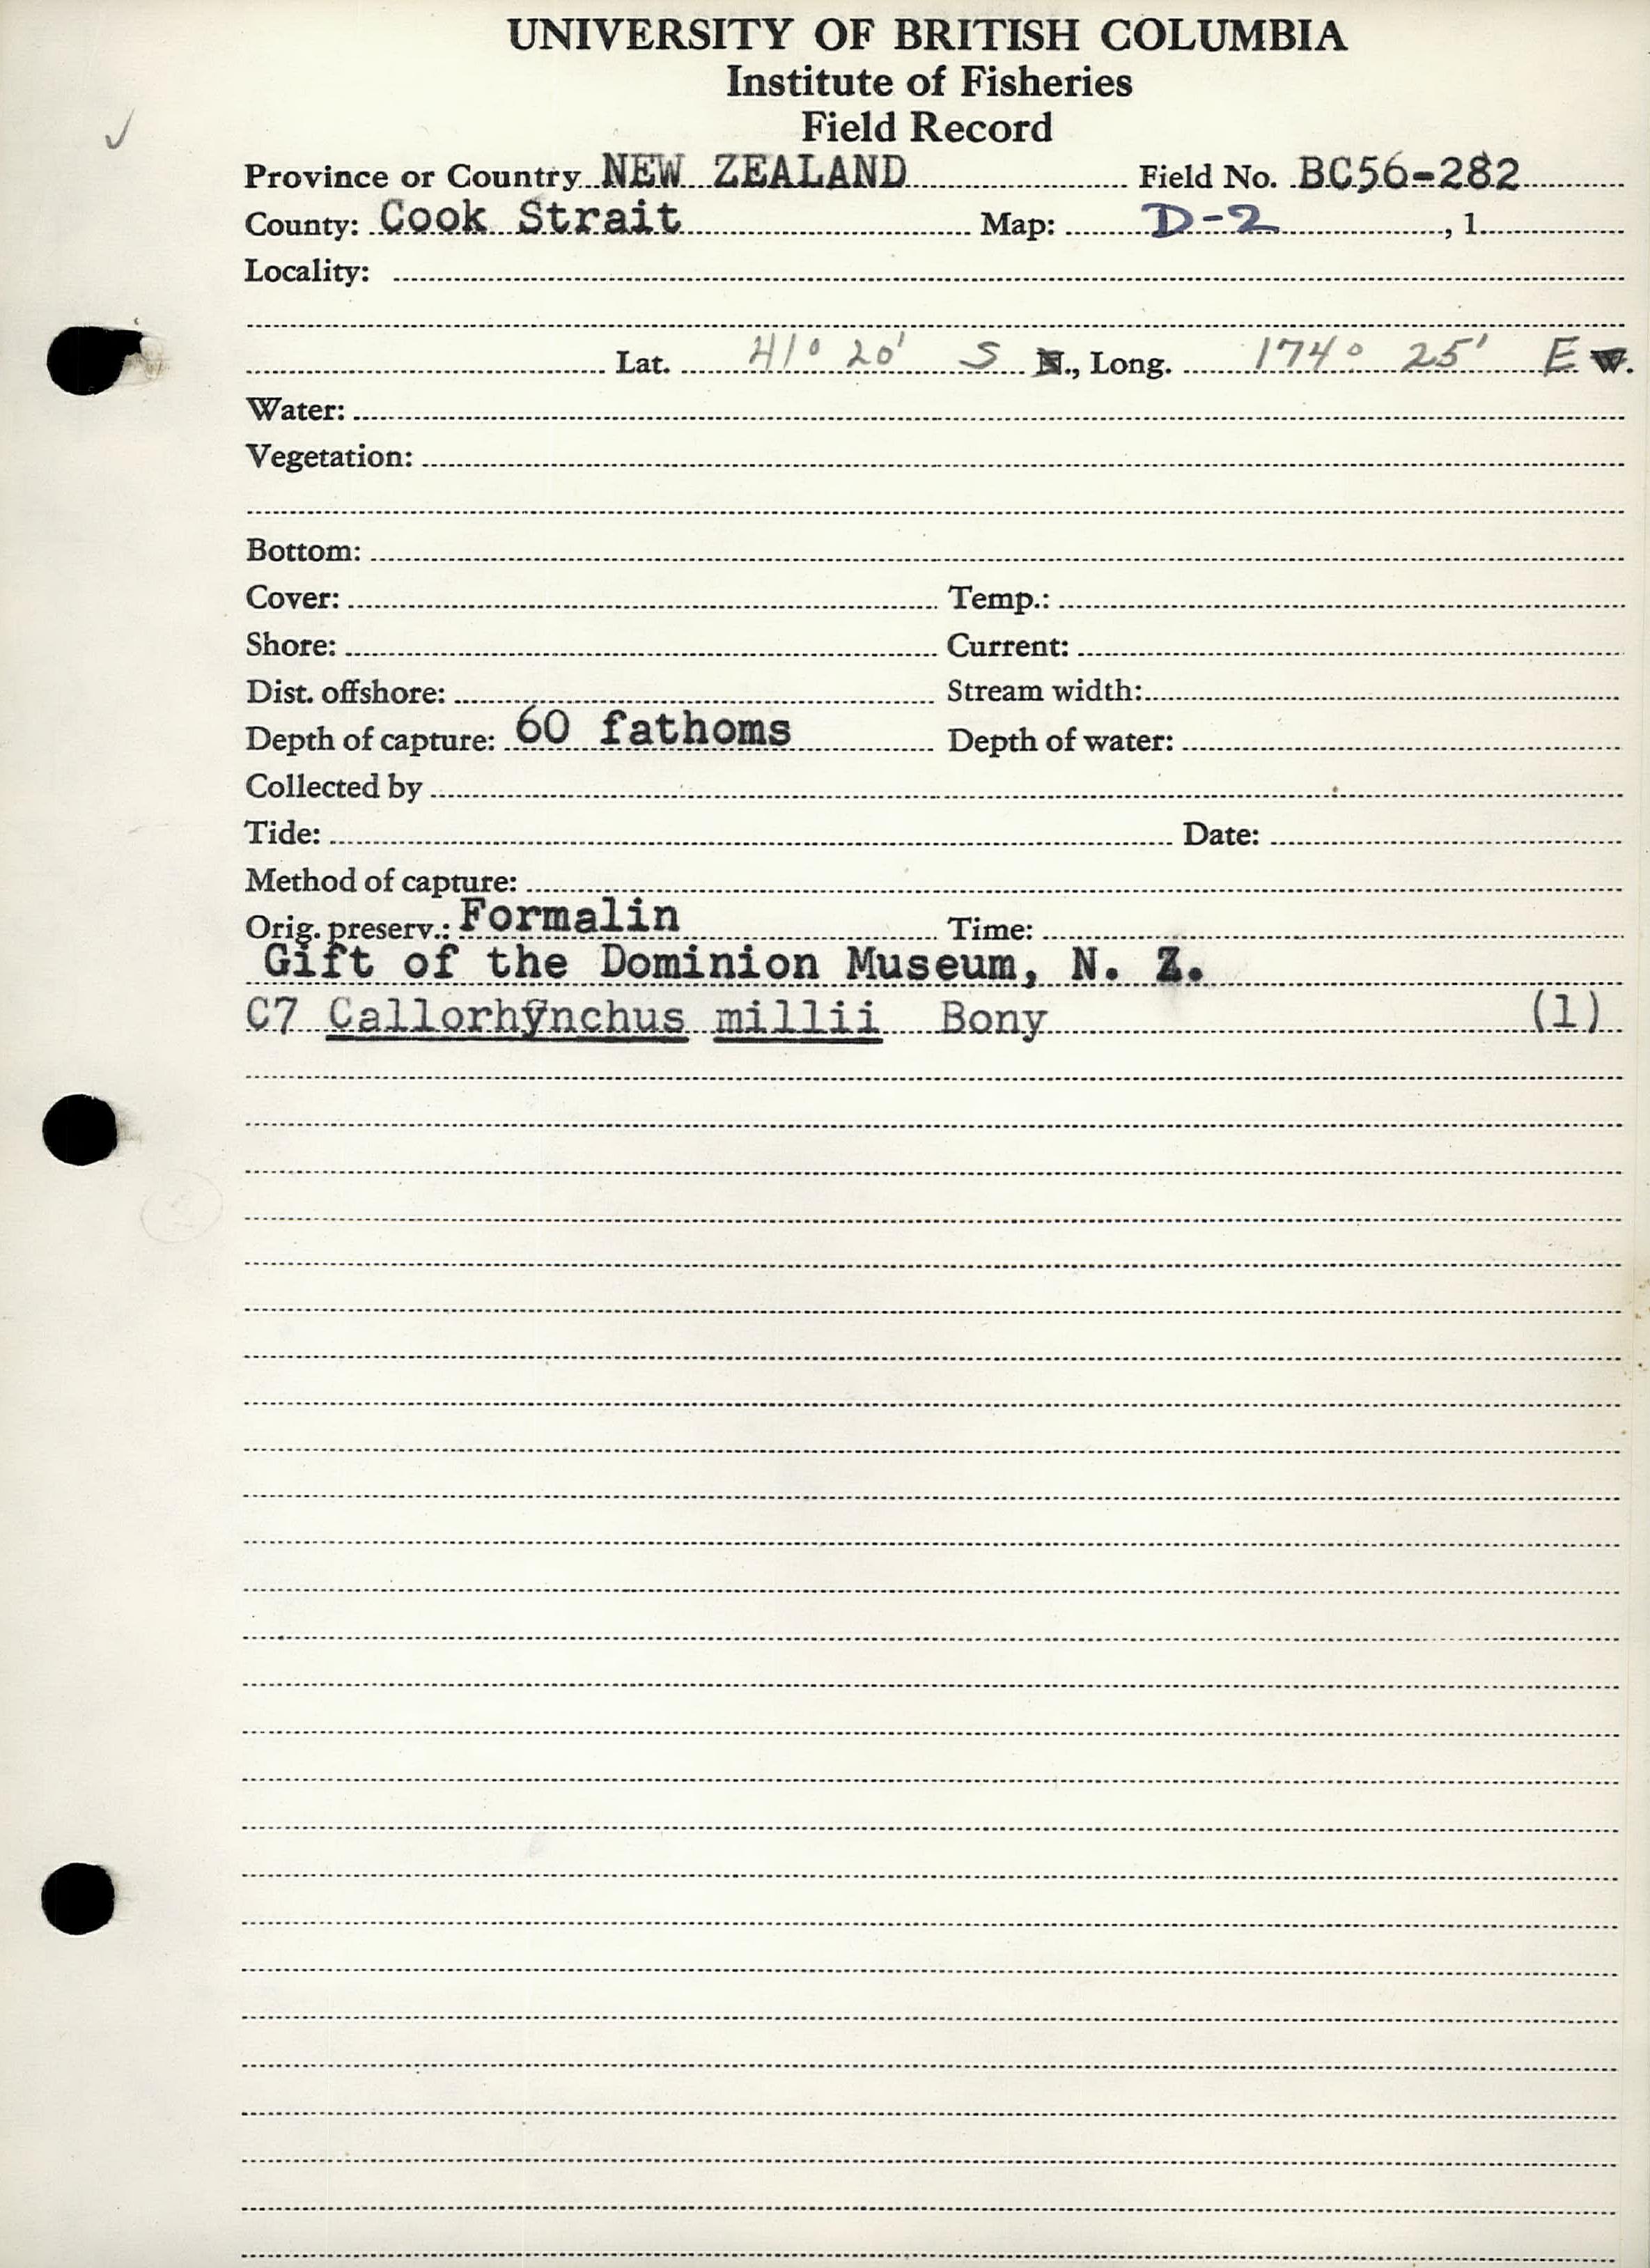 UNIVERSITY OF BRITISH COLUMBIA
Institute of Fisheries
Field Record
✓
Province or Country NEW ZEALAND Field No. BC56-282
County: Cook Strait Map: D-2 , 1
Locality:
Lat. 41° 20' S N., Long. 174° 25' E W.
Water:
Vegetation:
Bottom:
Cover: Temp.:
Shore: Current:
Dist. offshore: Stream width:
Depth of capture: 60 fathoms Depth of water:
Collected by
Tide: Date:
Method of capture:
Orig. preserv.: Formalin Time:
Gift of the Dominion Museum, N. Z.
C7 Callorhynchus millii Bony (1)